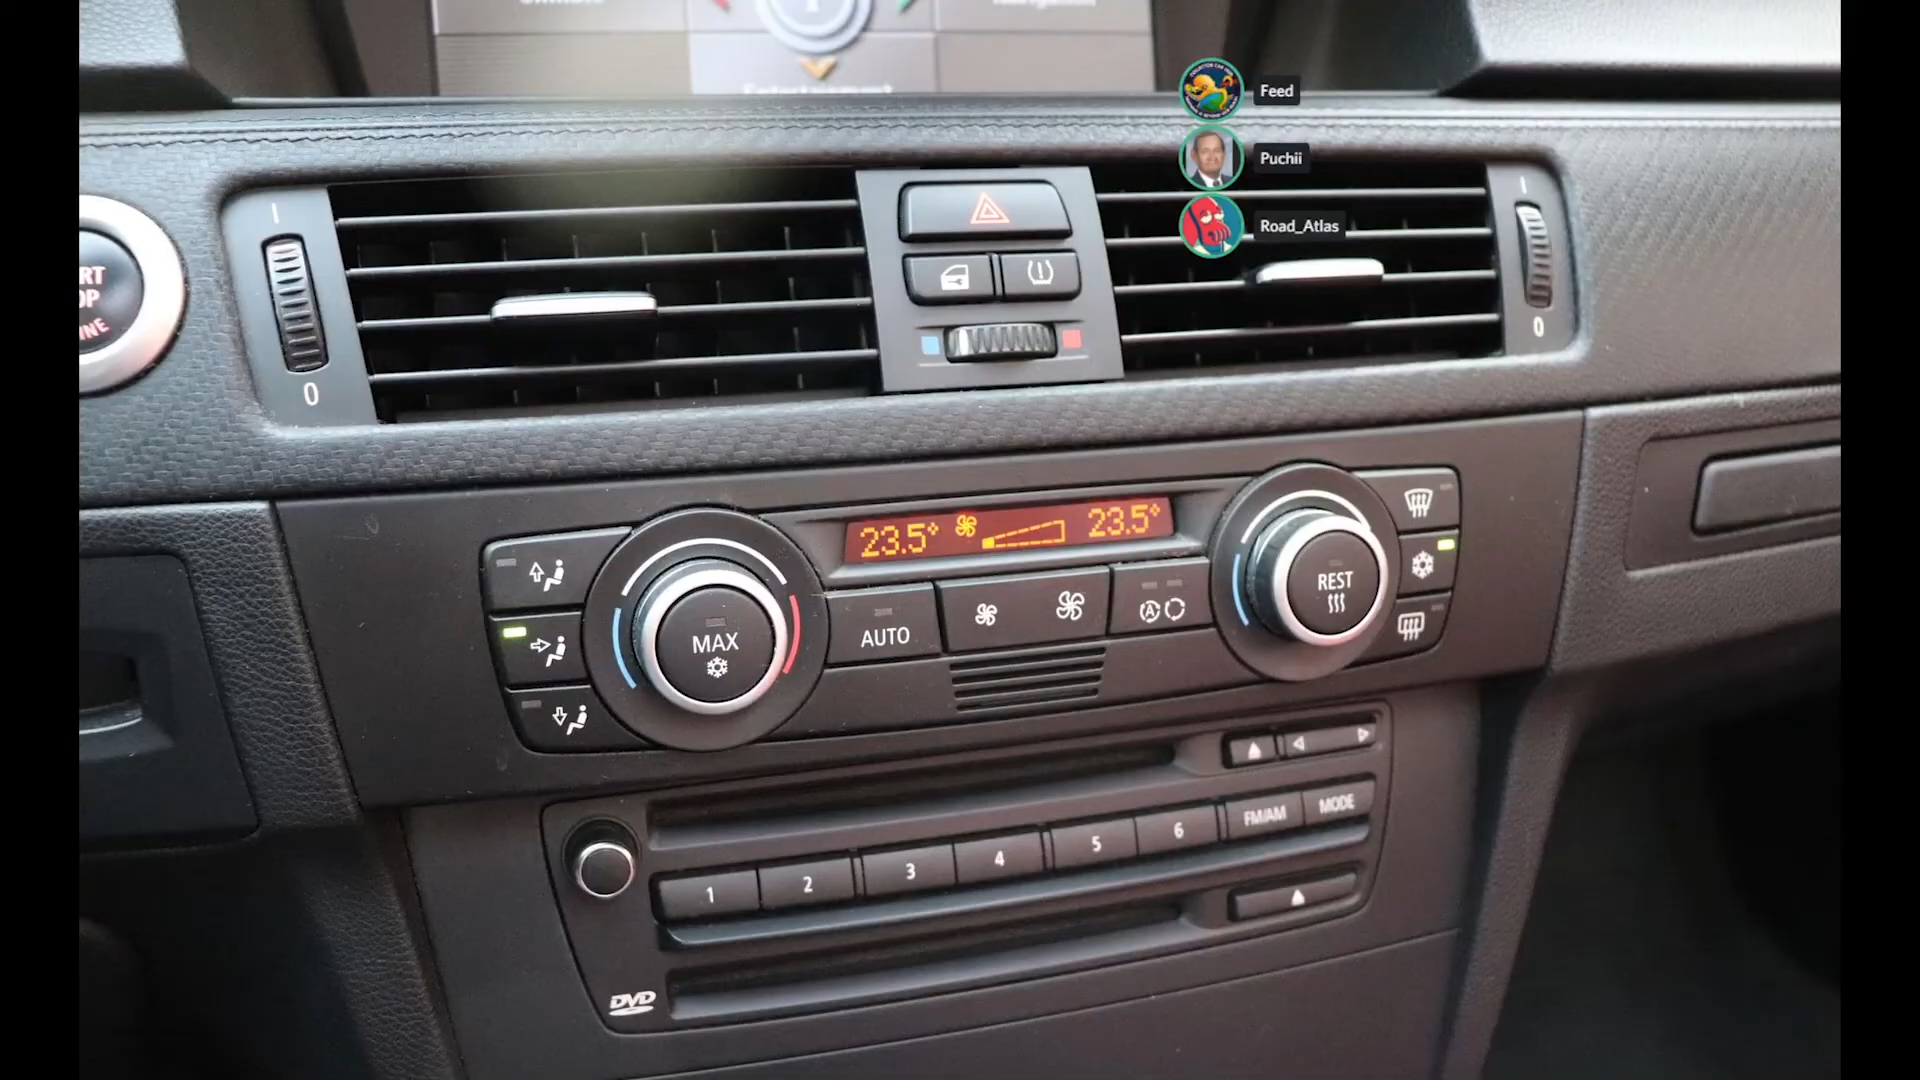 Feed
Puchii
Road_Atlas
I
I
0
0
23.5°
23.5°
MAX
AUTO
A
REST
FM/AM
MODE
1
2
3
4
5
6
DVD